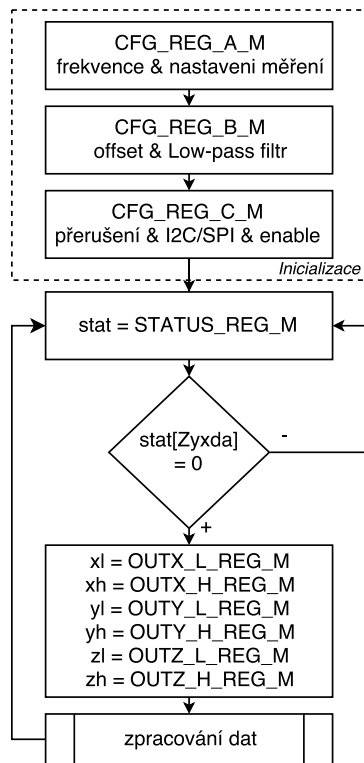 CFG_REG_A_M
frekvence & nastaveni měření
CFG_REG_B_M
offset & Low-pass filtr
CFG_REG_C_M
přerušení & I2C/SPI & enable
Inicializace
stat = STATUS_REG_M
stat[Zyxda]
= 0
-
+
xl = OUTX_L_REG_M
xh = OUTX_H_REG_M
yl = OUTY_L_REG_M
yh = OUTY_H_REG_M
zl = OUTZ_L_REG_M
zh = OUTZ_H_REG_M
zpracování dat